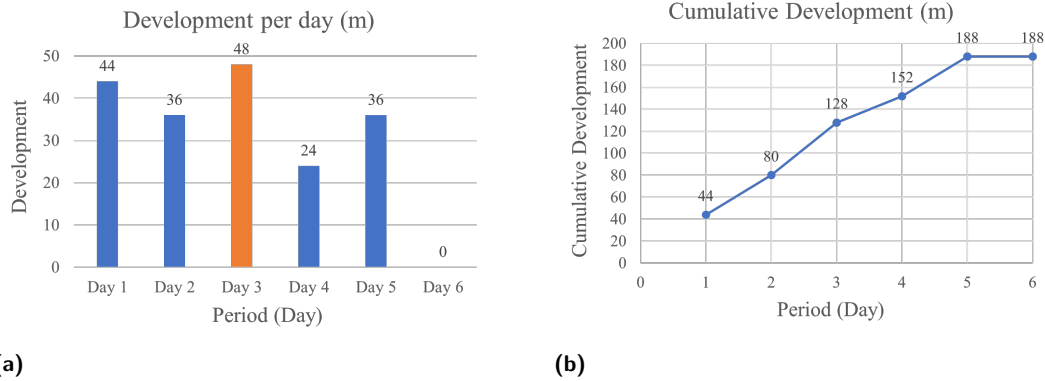 Development per day (m)
50
40
30
20
10
0
Development
44
36
48
24
36
0
Day 1 Day 2 Day 3 Day 4 Day 5 Day 6
Period (Day)
(a)
Cumulative Development (m)
200
180
160
140
120
100
80
60
40
20
0
Cumulative Development
44
80
128
152
188
188
0 1 2 3 4 5 6
Period (Day)
(b)